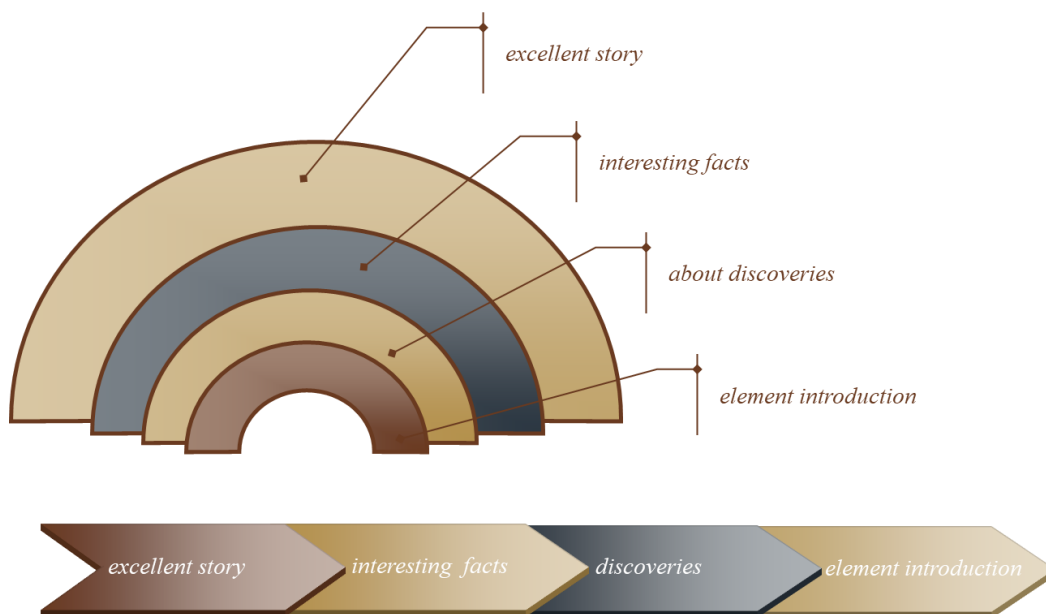 excellent story
interesting facts
about discoveries
element introduction
excellent story
interesting  facts
discoveries
element introduction